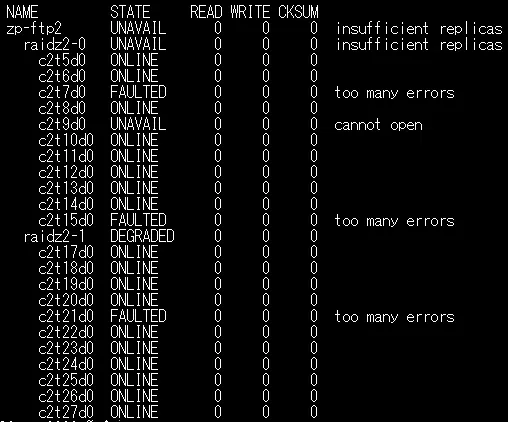 NAME STATE READ WRITE CKSUM
zp-ftp2 UNAVAIL 0 0 0 insufficient replicas
raidz2-0 UNAVAIL 0 0 0 insufficient replicas
c2t5d0 ONLINE 0 0 0
c2t6d0 ONLINE 0 0 0
c2t7d0 FAULTED 0 0 0 too many errors
c2t8d0 ONLINE 0 0 0
c2t9d0 UNAVAIL 0 0 0 cannot open
c2t10d0 ONLINE 0 0 0
c2t11d0 ONLINE 0 0 0
c2t12d0 ONLINE 0 0 0
c2t13d0 ONLINE 0 0 0
c2t14d0 ONLINE 0 0 0
c2t15d0 FAULTED 0 0 0 too many errors
raidz2-1 DEGRADED 0 0 0
c2t17d0 ONLINE 0 0 0
c2t18d0 ONLINE 0 0 0
c2t19d0 ONLINE 0 0 0
c2t20d0 ONLINE 0 0 0
c2t21d0 FAULTED 0 0 0 too many errors
c2t22d0 ONLINE 0 0 0
c2t23d0 ONLINE 0 0 0
c2t24d0 ONLINE 0 0 0
c2t25d0 ONLINE 0 0 0
c2t26d0 ONLINE 0 0 0
c2t27d0 ONLINE 0 0 0